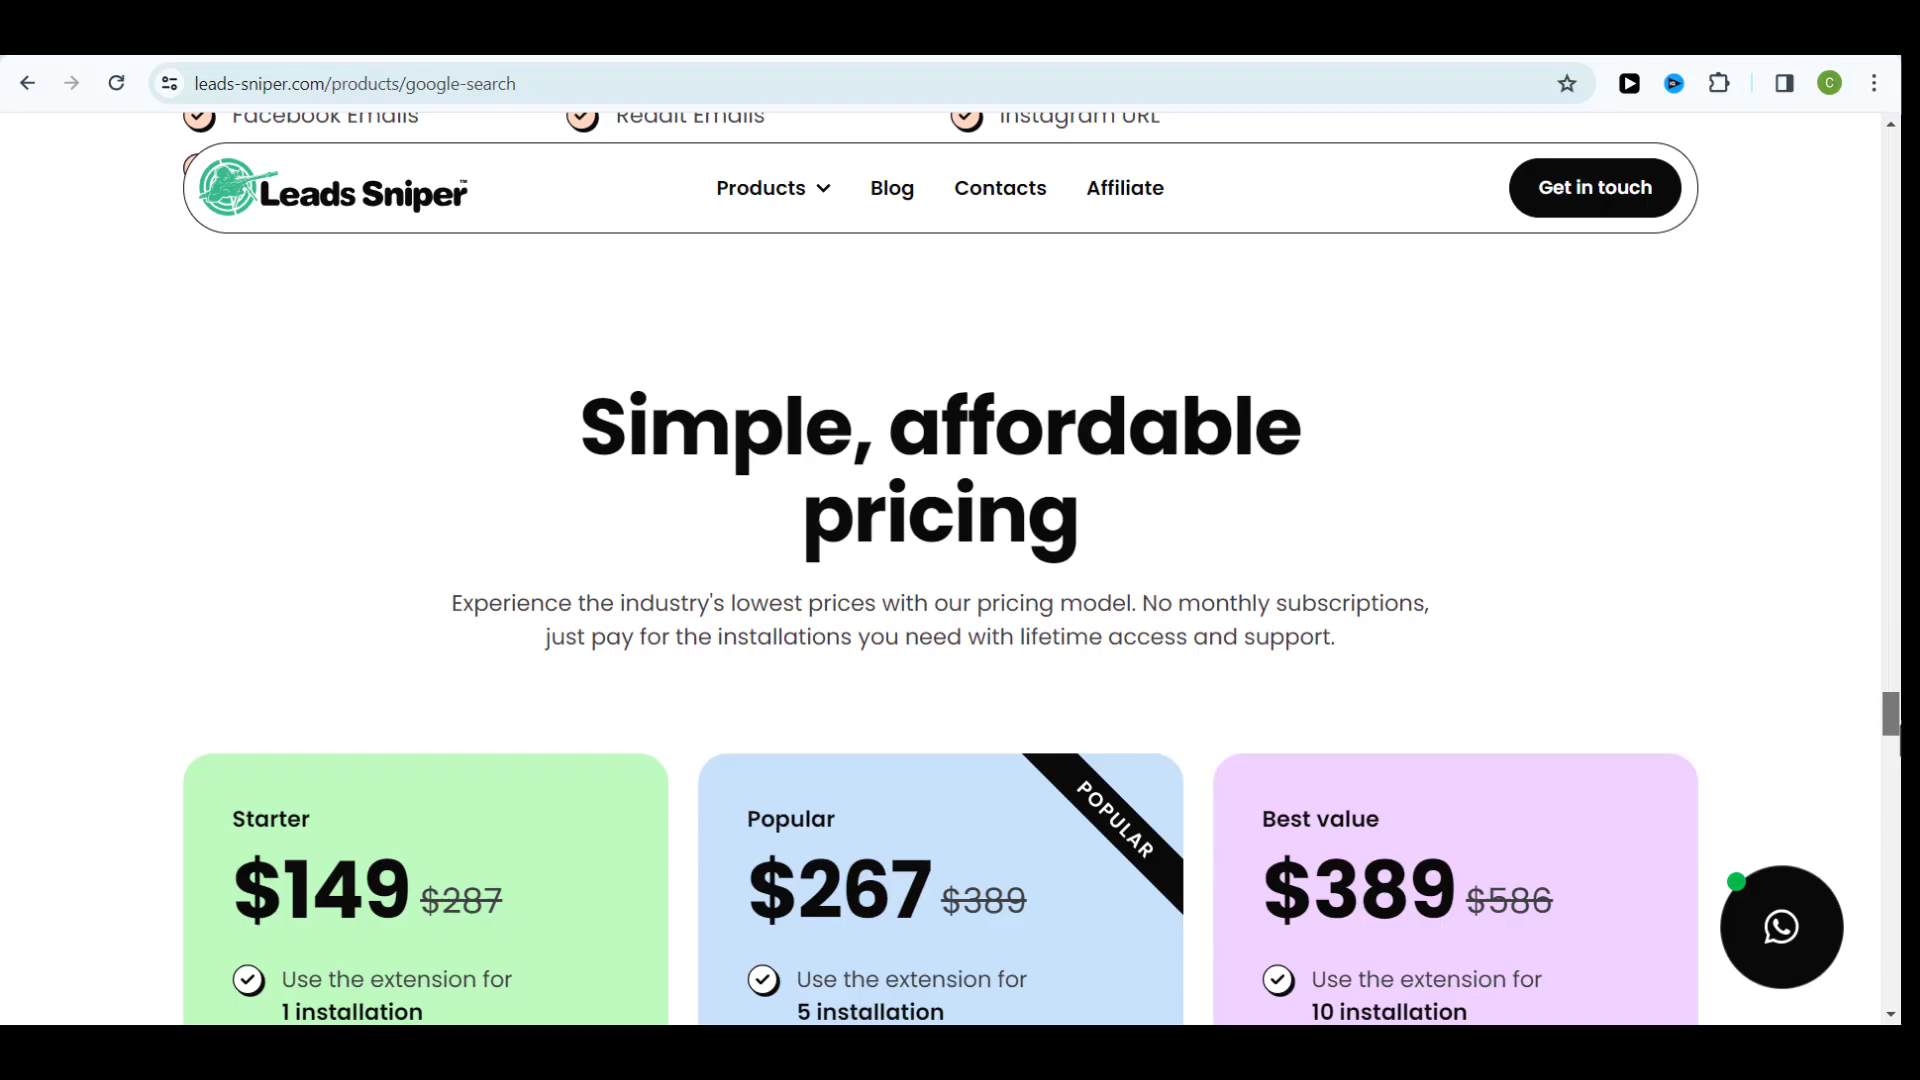 leads-sniper.com/products/google-search
C
Facebook Emails
Reddit Emails
Instagram URL
Leads Sniper™
Products
Blog
Contacts
Affiliate
Get in touch
Simple, affordable
pricing
Experience the industry's lowest prices with our pricing model. No monthly subscriptions,
just pay for the installations you need with lifetime access and support.
Starter
$149 $287
Use the extension for
1 installation
POPULAR
Popular
$267 $389
Use the extension for
5 installation
Best value
$389 $586
Use the extension for
10 installation